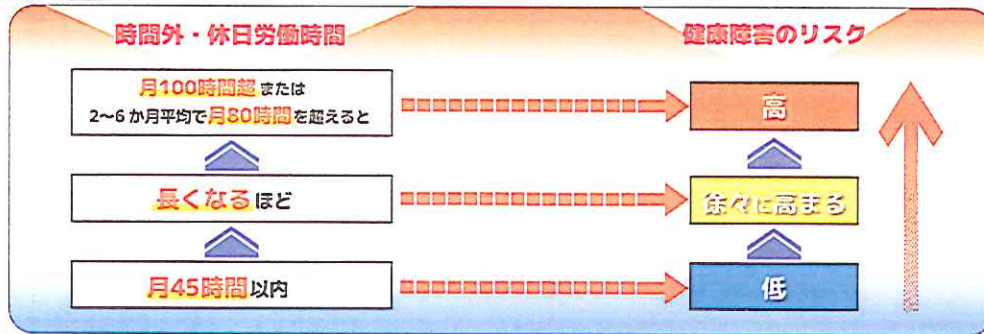 時間外・休日労働時間
健康障害のリスク
月100時間超または
2〜6か月平均で月80時間を超えると
高
長くなるほど
徐々に高まる
月45時間以内
低